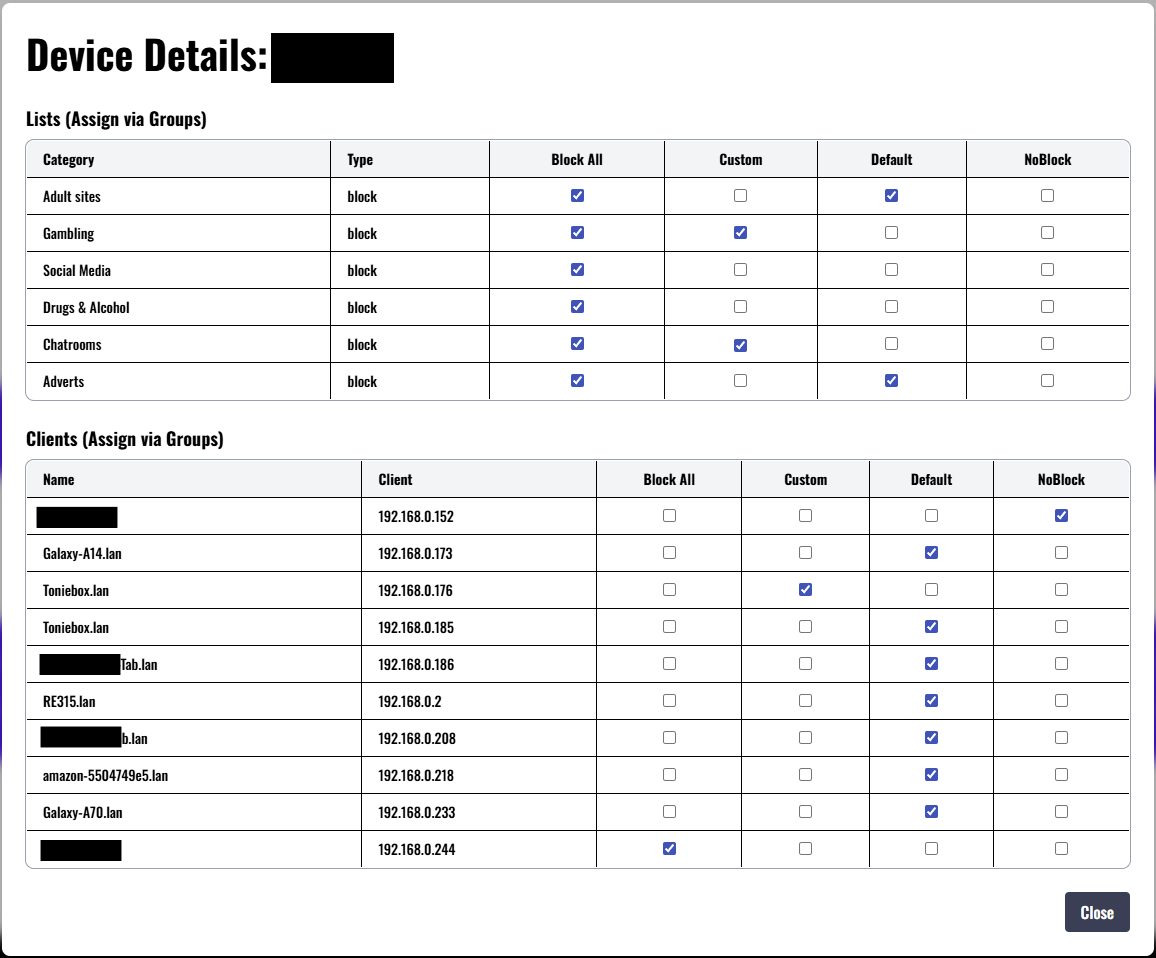 Device Details:
Lists (Assign via Groups)
Category Type Block All Custom Default NoBlock
Adult sites block
Gambling block
Social Media block
Drugs & Alcohol block
Chatrooms block
Adverts block
Clients (Assign via Groups)
Name Client Block All Custom Default NoBlock
192.168.0.152
Galaxy-A14.lan 192.168.0.173
Toniebox.lan 192.168.0.176
Toniebox.lan 192.168.0.185
Tab.lan 192.168.0.186
RE315.lan 192.168.0.2
b.lan 192.168.0.208
amazon-5504749e5.lan 192.168.0.218
Galaxy-A70.lan 192.168.0.233
192.168.0.244
Close